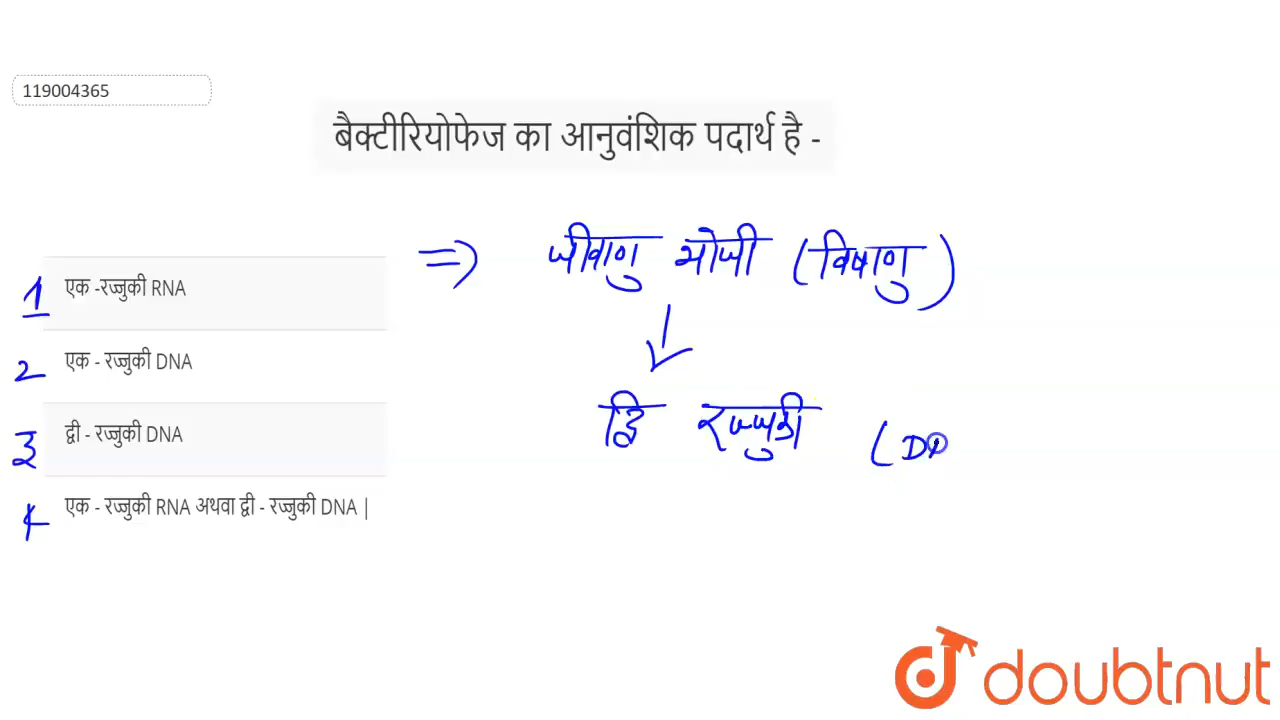 119004365
बैक्टीरियोफेज का आनुवंशिक पदार्थ है -
=> जीवाणु भोजी (विषाणु)
1 एक -रज्जुकी RNA
2 एक - रज्जुकी DNA
3 द्वी - रज्जुकी DNA
द्वि रज्जुकी (DN
4 एक - रज्जुकी RNA अथवा द्वी - रज्जुकी DNA |
doubtnut